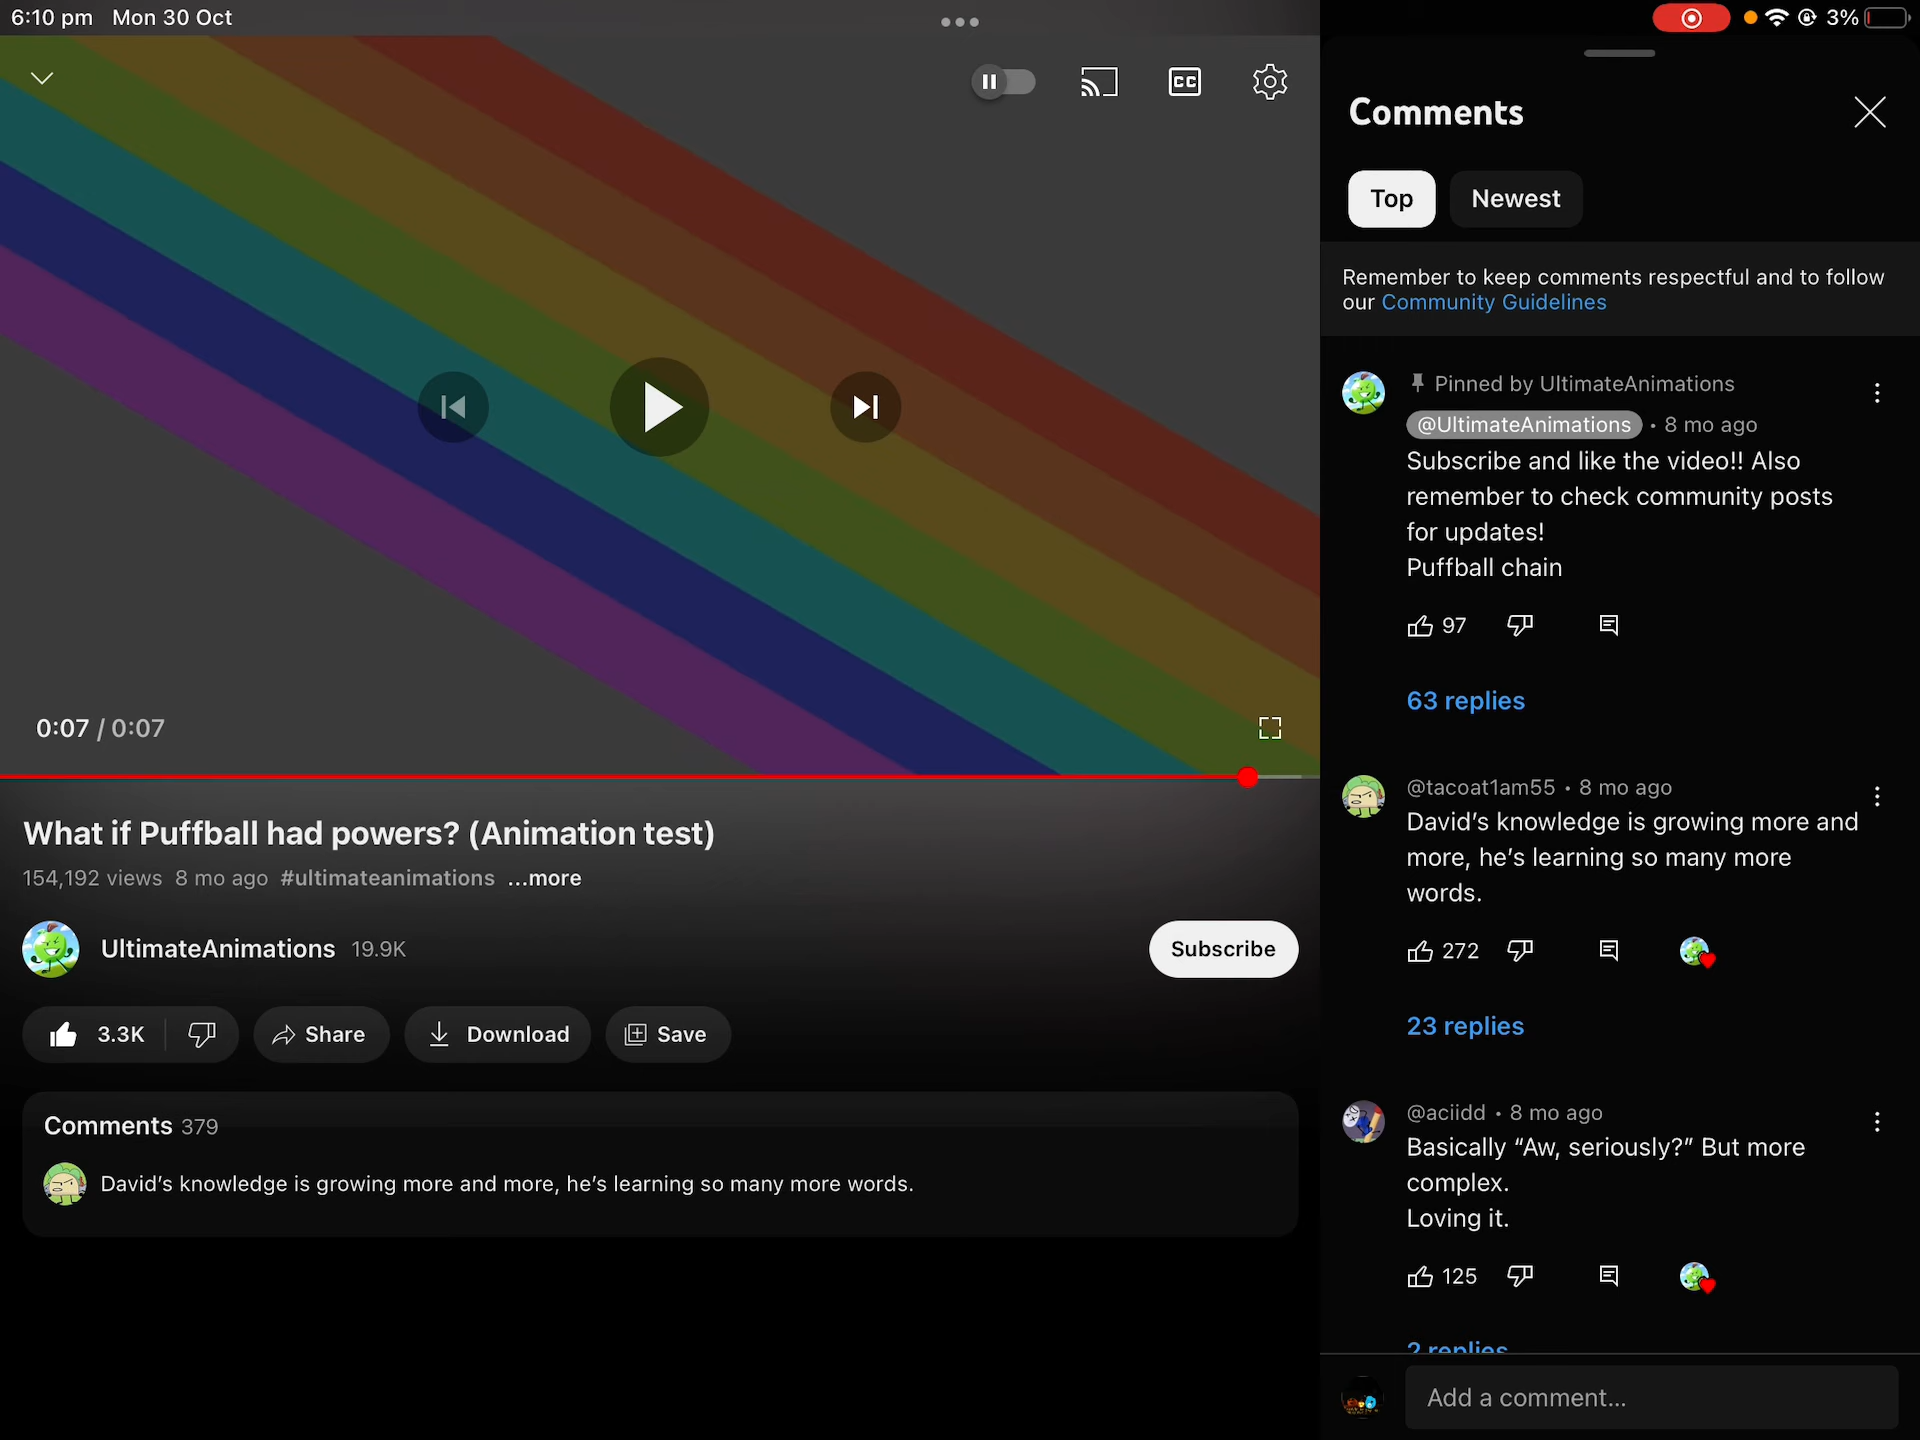 6:10 pm Mon 30 Oct
3%
CC
0:07 / 0:07
What if Puffball had powers? (Animation test)
154,192 views 8 mo ago #ultimateanimations ...more
UltimateAnimations 19.9K
Subscribe
3.3K
Share
Download
Save
Comments 379
David's knowledge is growing more and more, he's learning so many more words.
Comments
Top
Newest
Remember to keep comments respectful and to follow
our Community Guidelines
Pinned by UltimateAnimations
@UltimateAnimations • 8 mo ago
Subscribe and like the video!! Also
remember to check community posts
for updates!
Puffball chain
97
63 replies
@tacoat1am55 • 8 mo ago
David's knowledge is growing more and
more, he's learning so many more
words.
272
23 replies
@aciidd • 8 mo ago
Basically “Aw, seriously?” But more
complex.
Loving it.
125
2 replies
Add a comment...